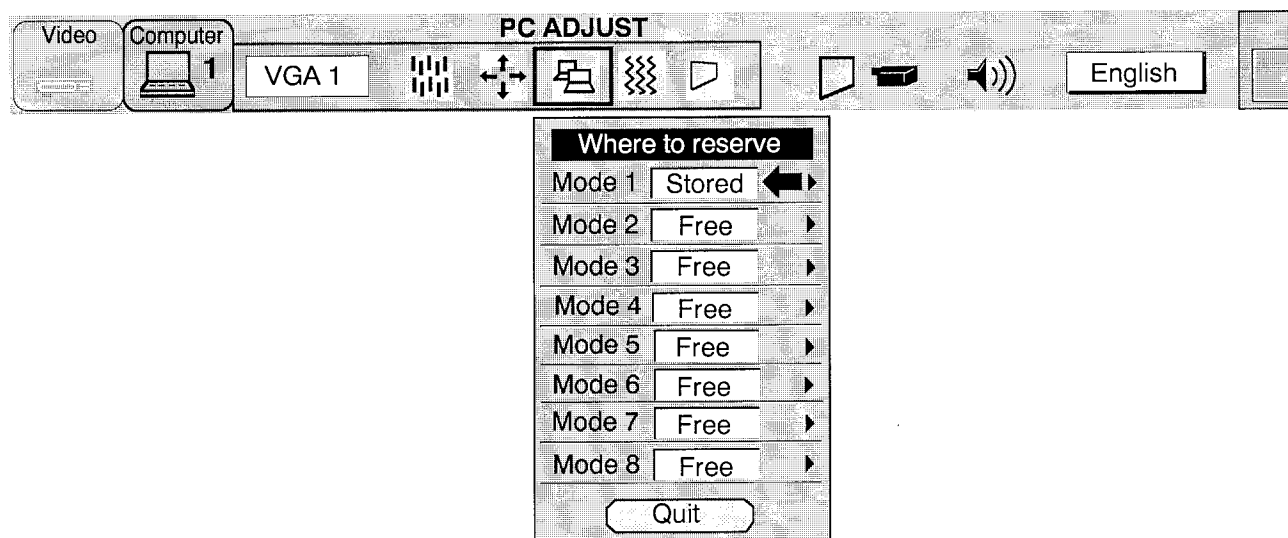 PC ADJUST
Video
Computer
1
VGA 1
English
Where to reserve
Mode 1 Stored
Mode 2 Free
Mode 3 Free
Mode 4 Free
Mode 5 Free
Mode 6 Free
Mode 7 Free
Mode 8 Free
Quit